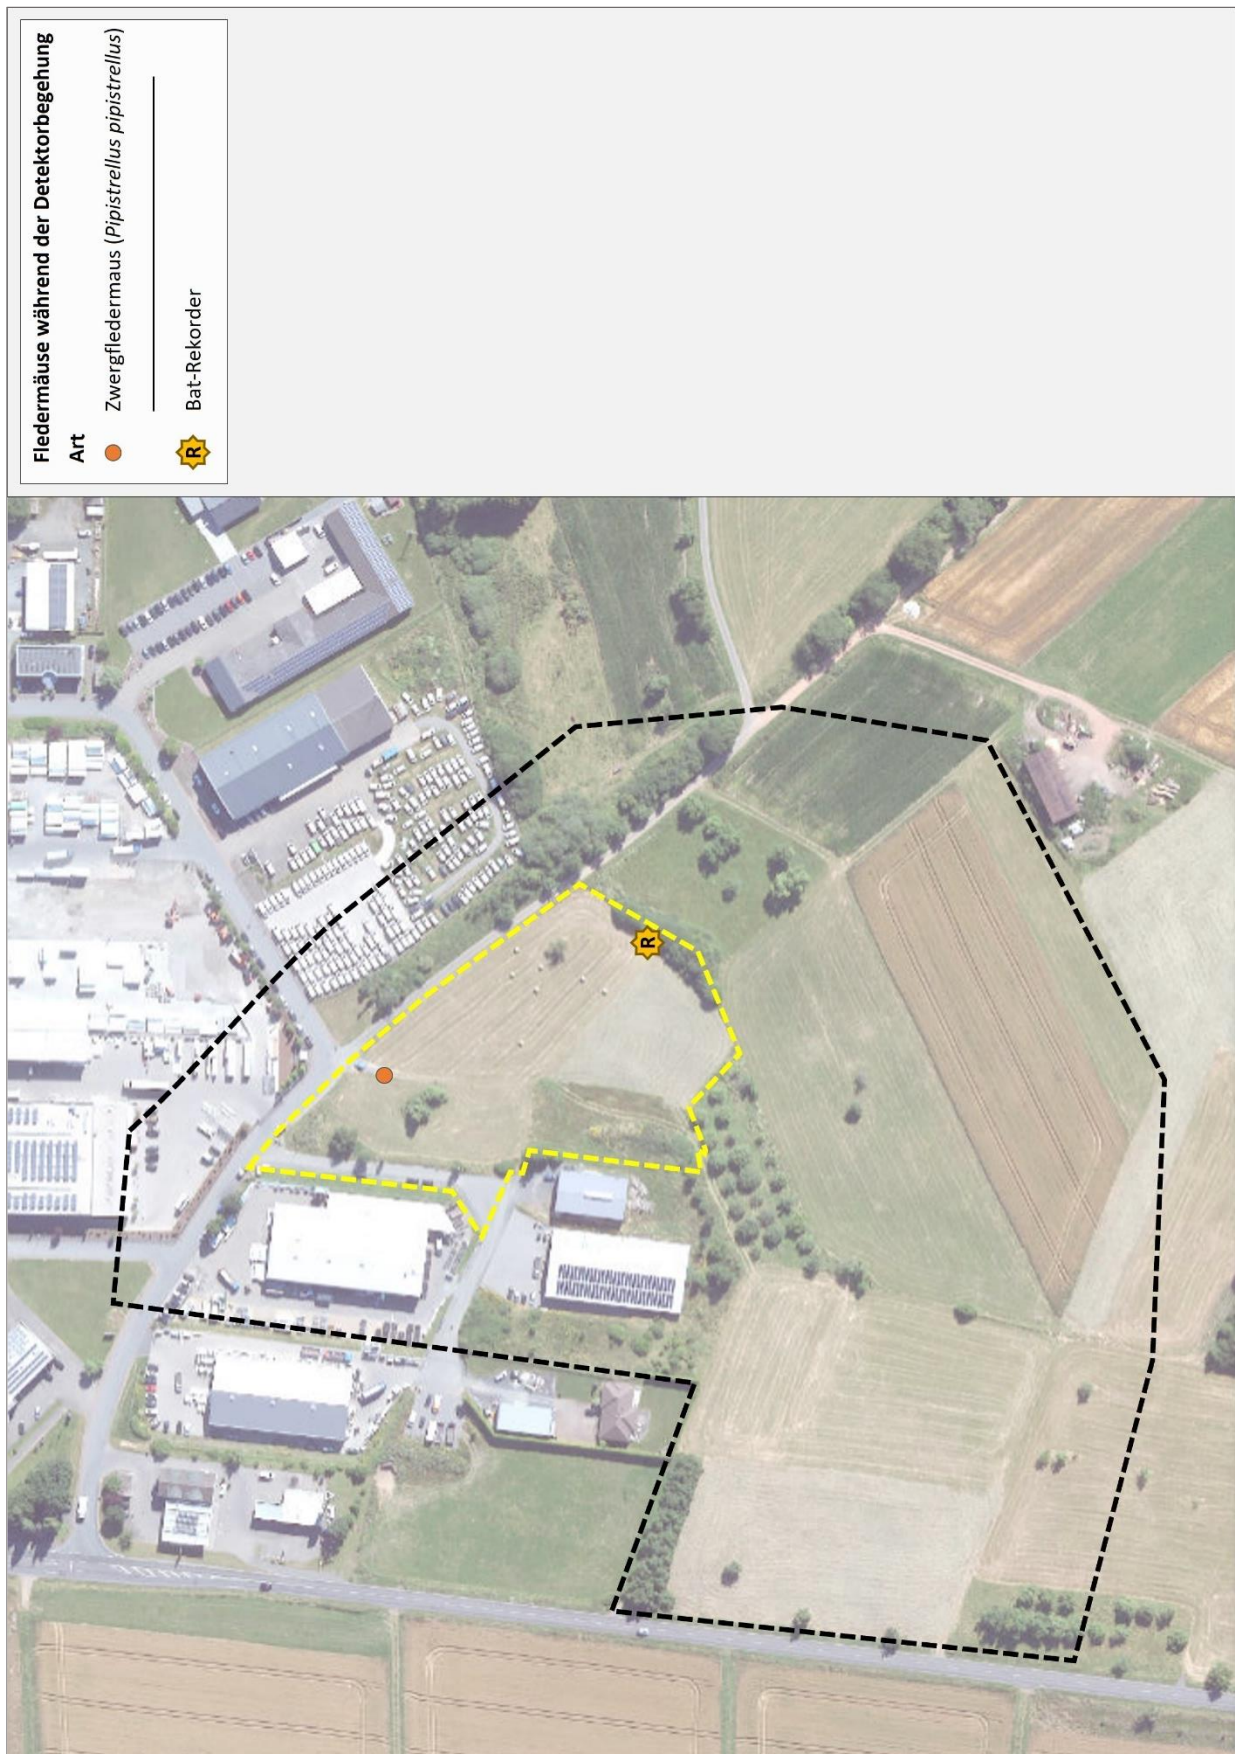 Fledermäuse während der Detektorbegehung
Art
Zwergfledermaus (Pipistrellus pipistrellus)
R
Bat-Rekorder
R